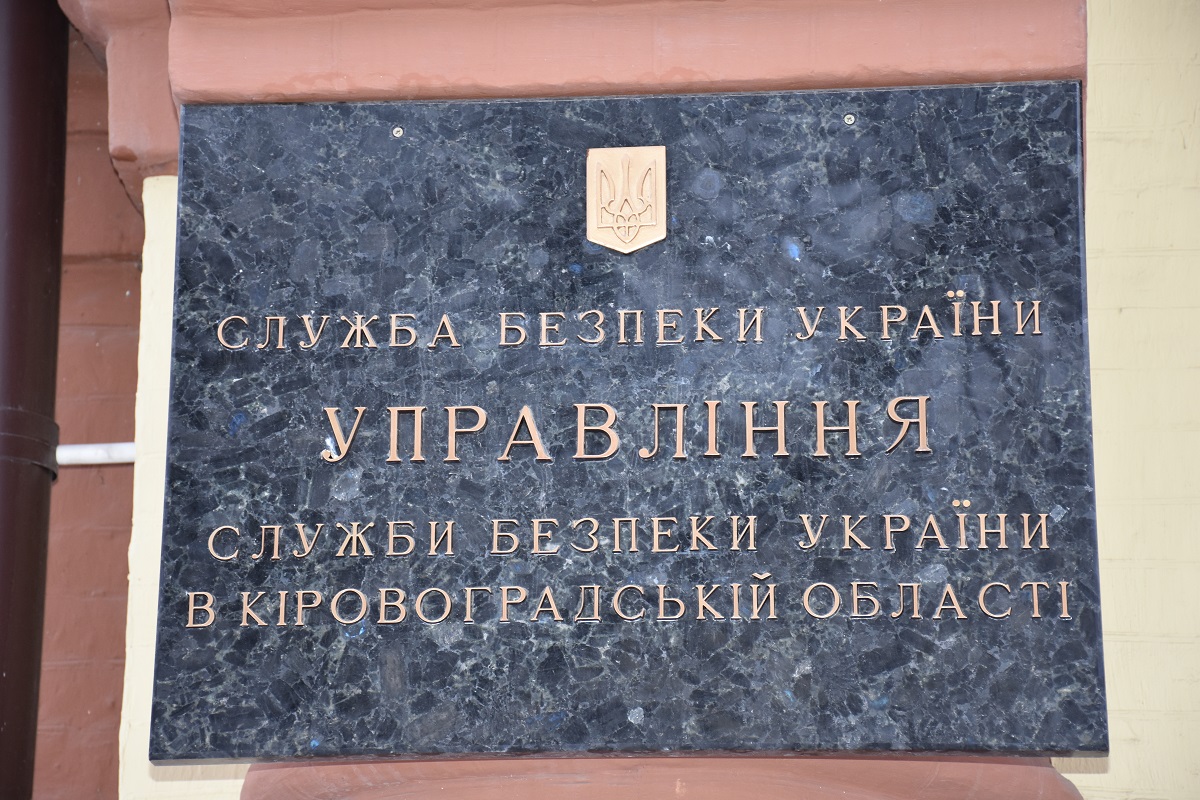 СЛУЖБА БЕЗПЕКИ УКРАЇНИ
УПРАВЛІННЯ
СЛУЖБИ БЕЗПЕКИ УКРАЇНИ
В КІРОВОГРАДСЬКІЙ ОБЛАСТІ